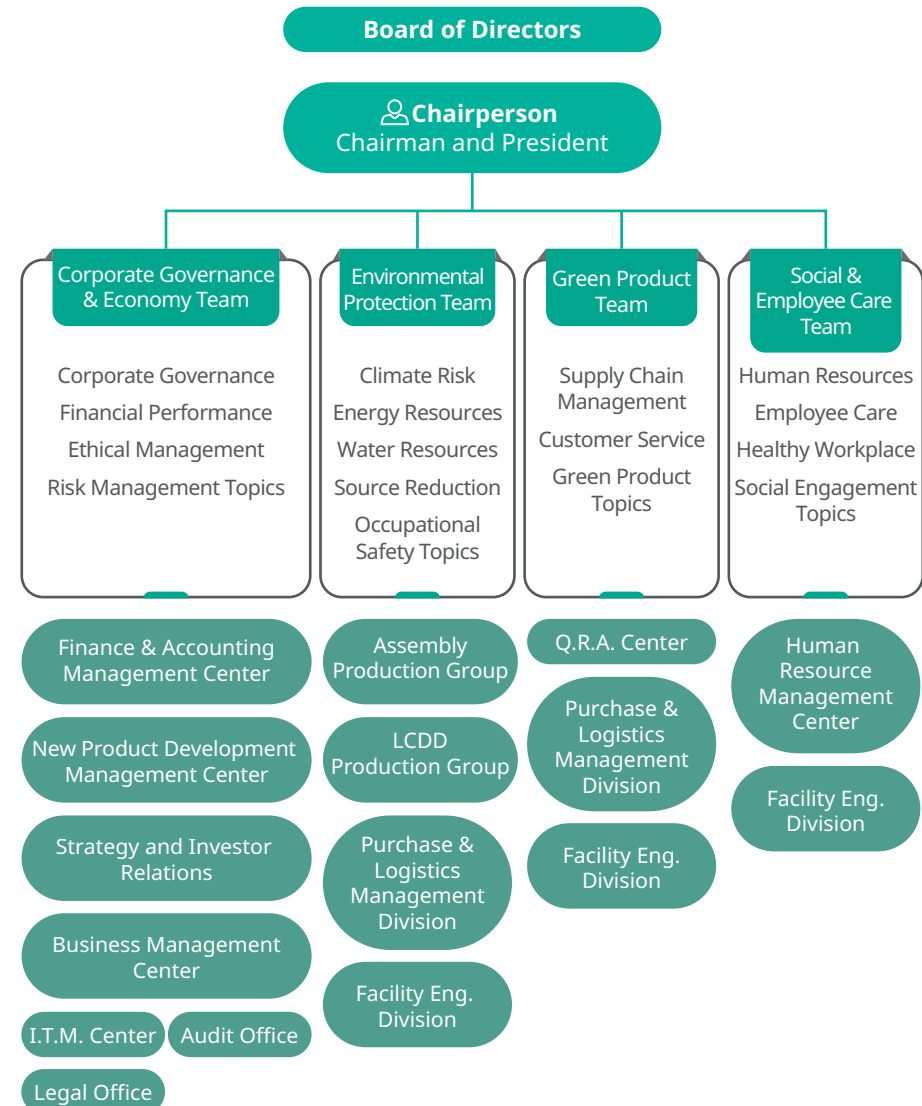 Board of Directors
Chairperson
Chairman and President
Corporate Governance
& Economy Team
Corporate Governance
Financial Performance
Ethical Management
Risk Management Topics
Finance & Accounting
Management Center
New Product Development
Management Center
Strategy and Investor
Relations
Business Management
Center
I.T.M. Center
Audit Office
Legal Office
Environmental
Protection Team
Climate Risk
Energy Resources
Water Resources
Source Reduction
Occupational
Safety Topics
Assembly
Production Group
LCDD
Production Group
Purchase &
Logistics
Management
Division
Facility Eng.
Division
Green Product
Team
Supply Chain
Management
Customer Service
Green Product
Topics
Q.R.A. Center
Purchase &
Logistics
Management
Division
Facility Eng.
Division
Social &
Employee Care
Team
Human Resources
Employee Care
Healthy Workplace
Social Engagement
Topics
Human
Resource
Management
Center
Facility Eng.
Division